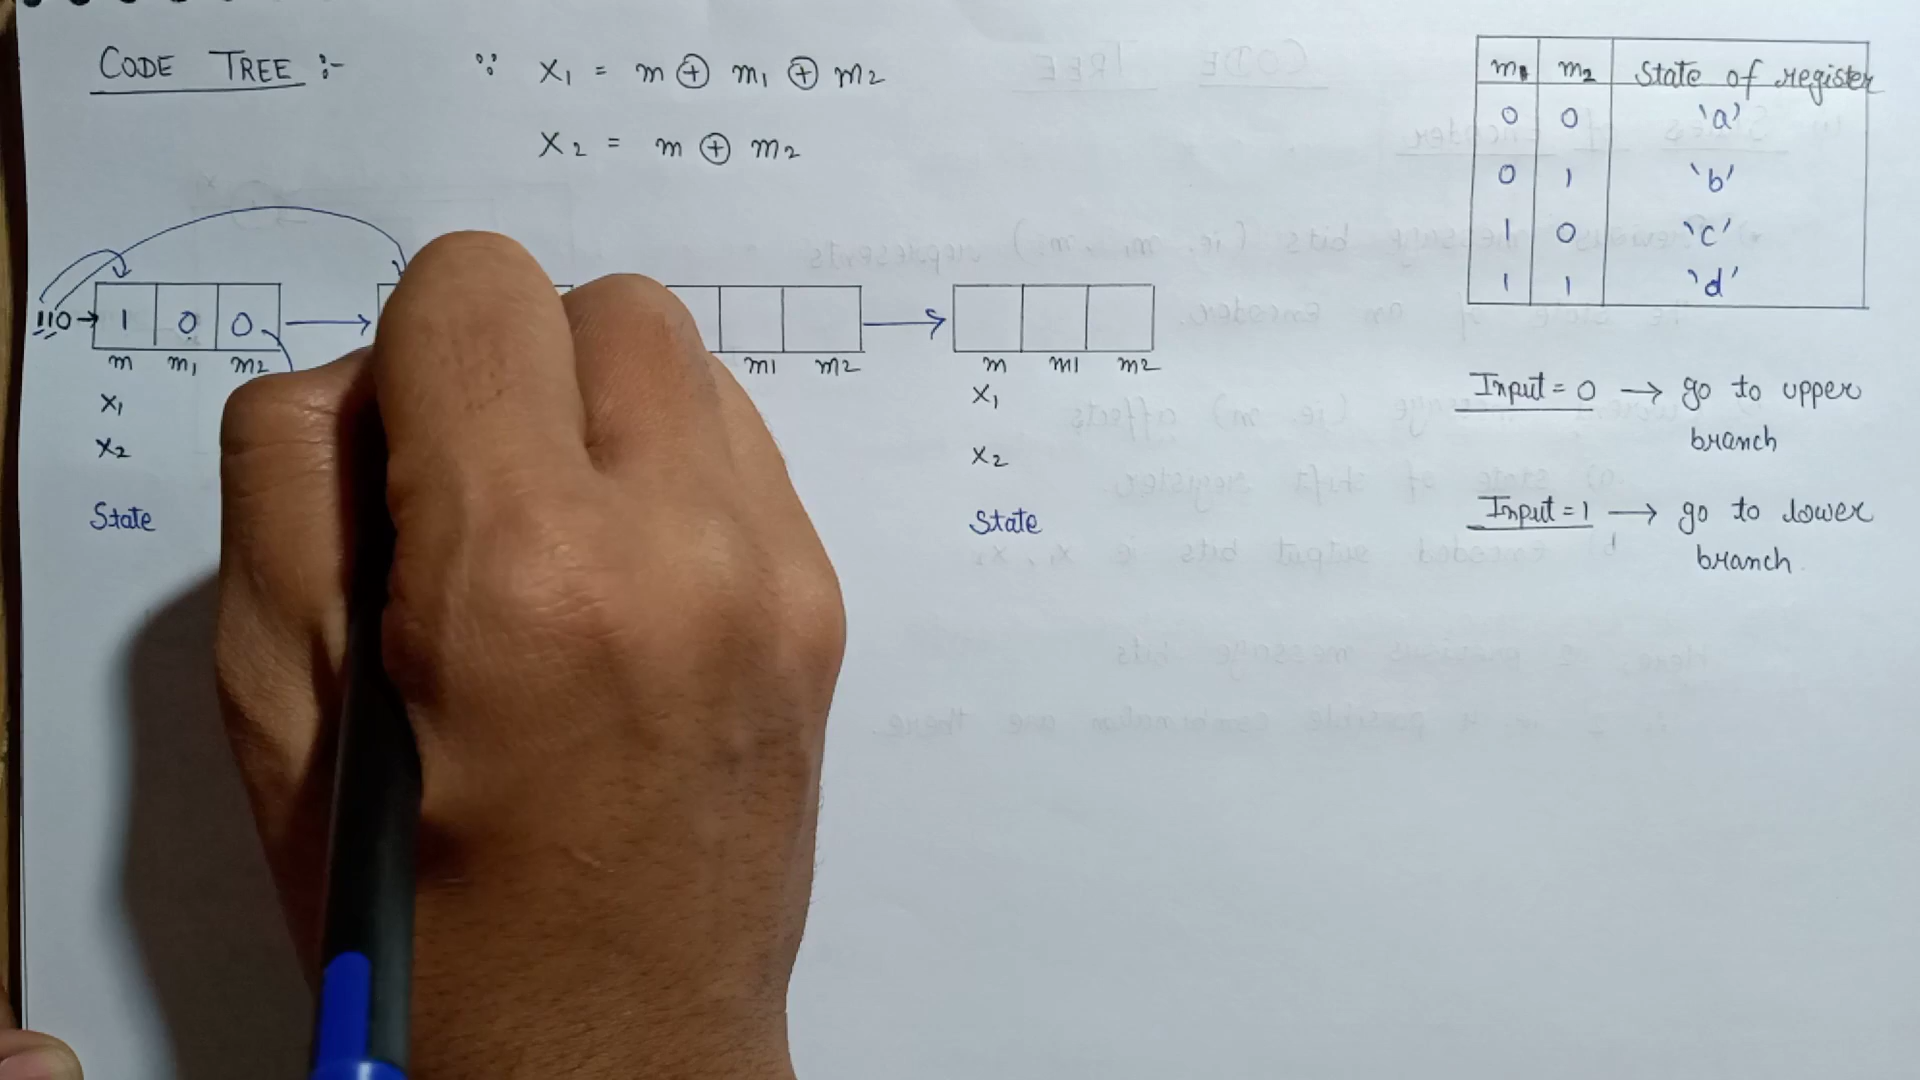 CODE TREE :-
∵ x₁ = m ⊕ m₁ ⊕ m₂
x₂ = m ⊕ m₂
110 → 1 0 0
m m₁ m₂
x₁
x₂
State
m1 m2
m m1 m2
x₁
x₂
State
m₁ m₂ State of register
0 0 'a'
0 1 'b'
1 0 'c'
1 1 'd'
Input = 0 → go to upper
branch
Input = 1 → go to lower
branch.